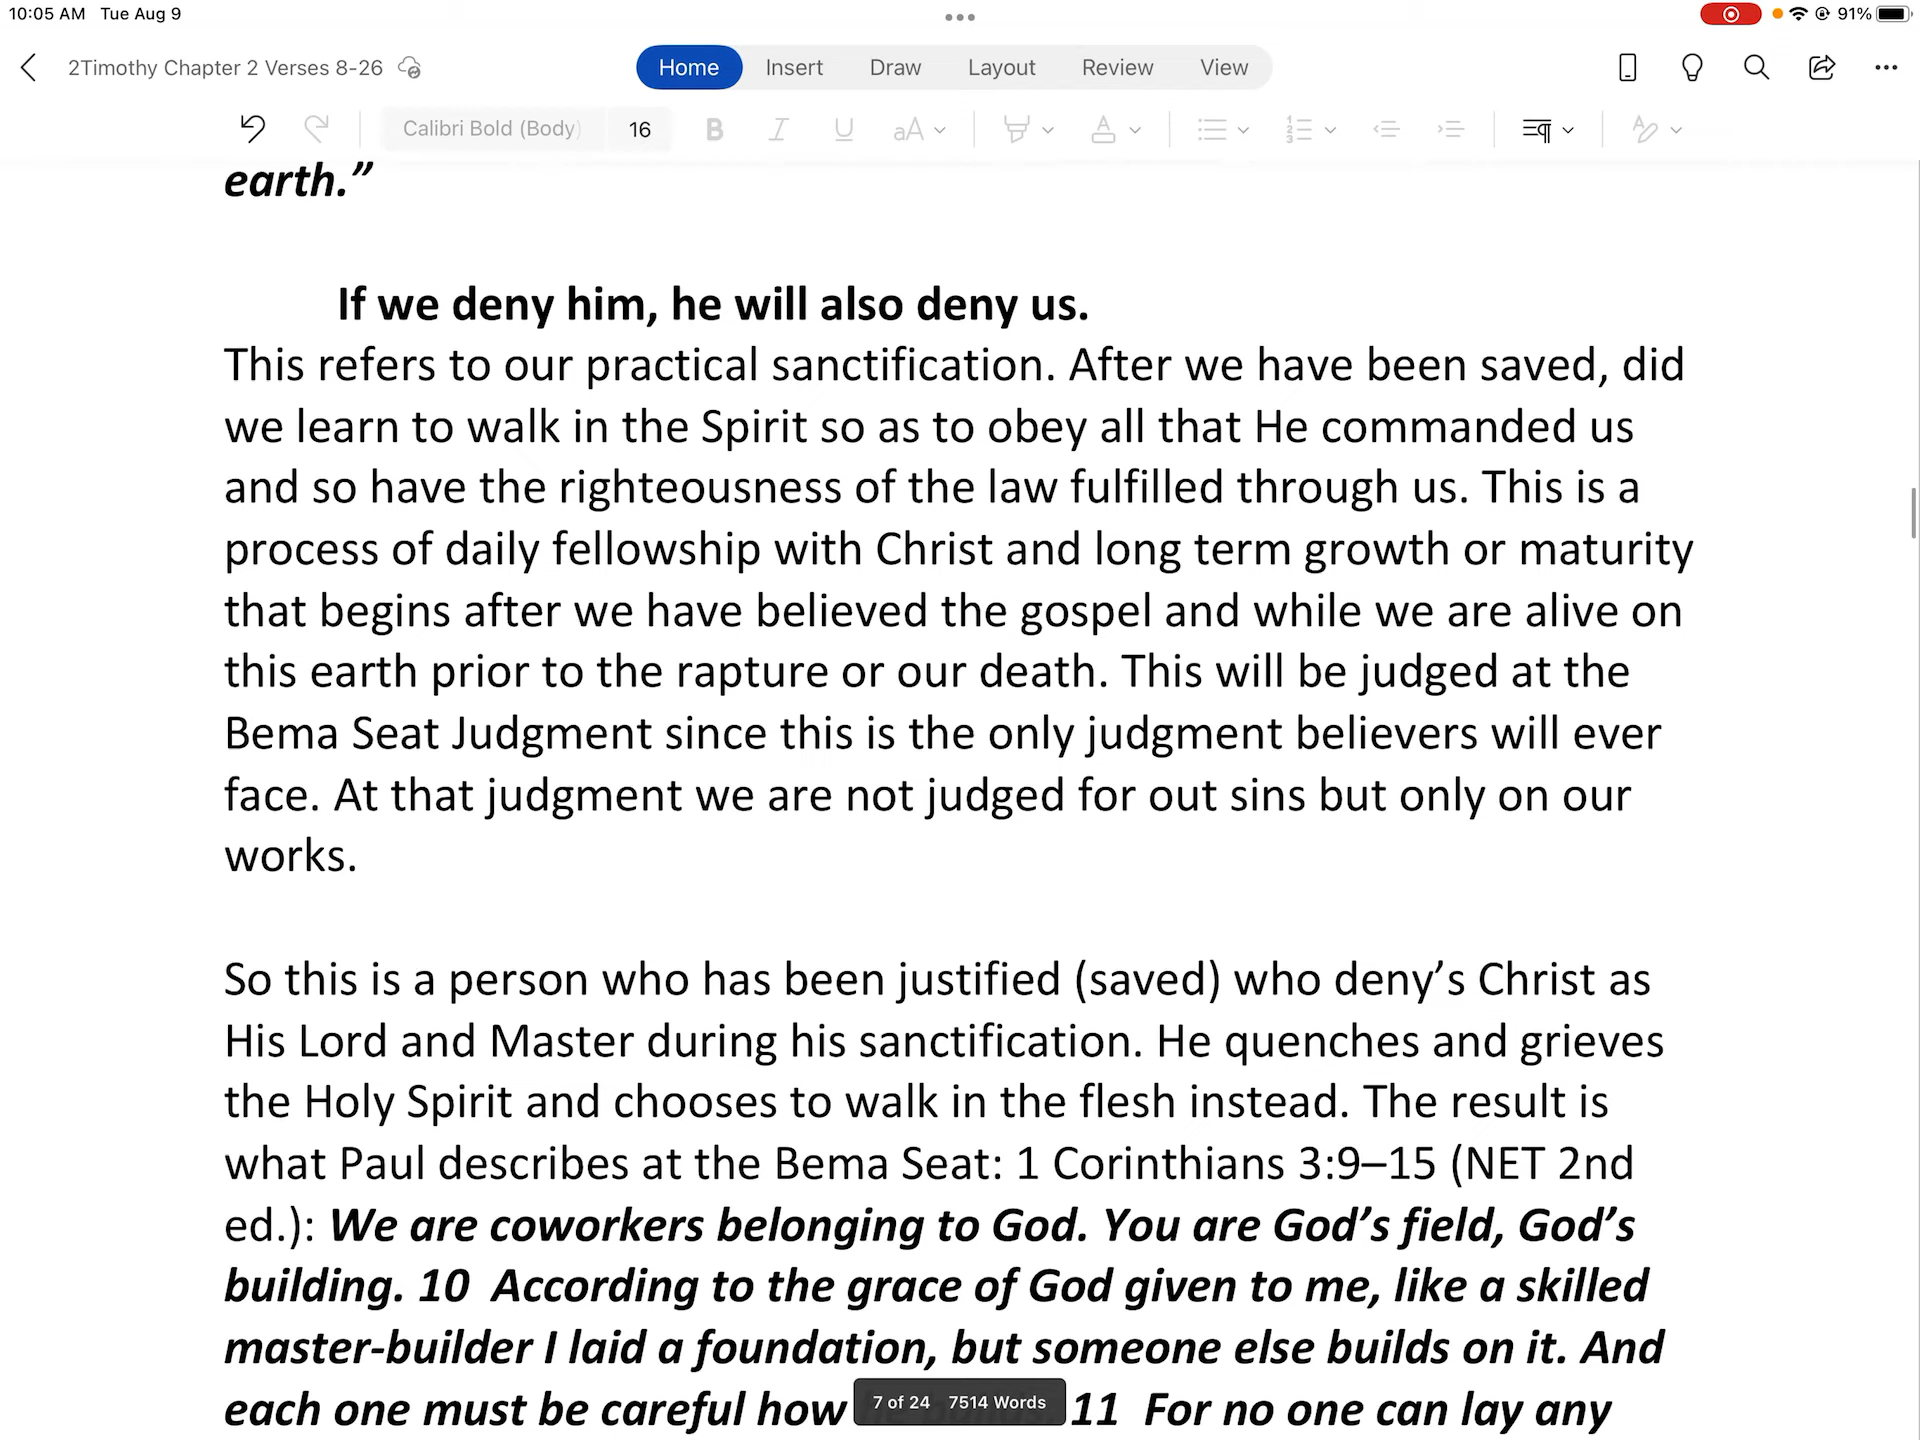 10:05 AM Tue Aug 9
91%
2Timothy Chapter 2 Verses 8-26
Home Insert Draw Layout Review View
Calibri Bold (Body) 16 B I U aA A
earth.”
If we deny him, he will also deny us.
This refers to our practical sanctification. After we have been saved, did
we learn to walk in the Spirit so as to obey all that He commanded us
and so have the righteousness of the law fulfilled through us. This is a
process of daily fellowship with Christ and long term growth or maturity
that begins after we have believed the gospel and while we are alive on
this earth prior to the rapture or our death. This will be judged at the
Bema Seat Judgment since this is the only judgment believers will ever
face. At that judgment we are not judged for out sins but only on our
works.
So this is a person who has been justified (saved) who deny’s Christ as
His Lord and Master during his sanctification. He quenches and grieves
the Holy Spirit and chooses to walk in the flesh instead. The result is
what Paul describes at the Bema Seat: 1 Corinthians 3:9–15 (NET 2nd
ed.): We are coworkers belonging to God. You are God’s field, God’s
building. 10 According to the grace of God given to me, like a skilled
master-builder I laid a foundation, but someone else builds on it. And
each one must be careful how 11 For no one can lay any
7 of 24 7514 Words